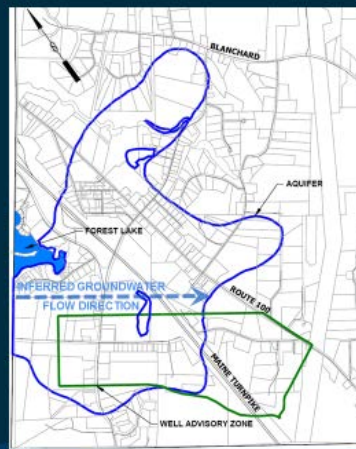 BLANCHARD
AQUIFER
FOREST LAKE
INFERRED GROUNDWATER
FLOW DIRECTION
ROUTE 100
MAINE TURNPIKE
WELL ADVISORY ZONE